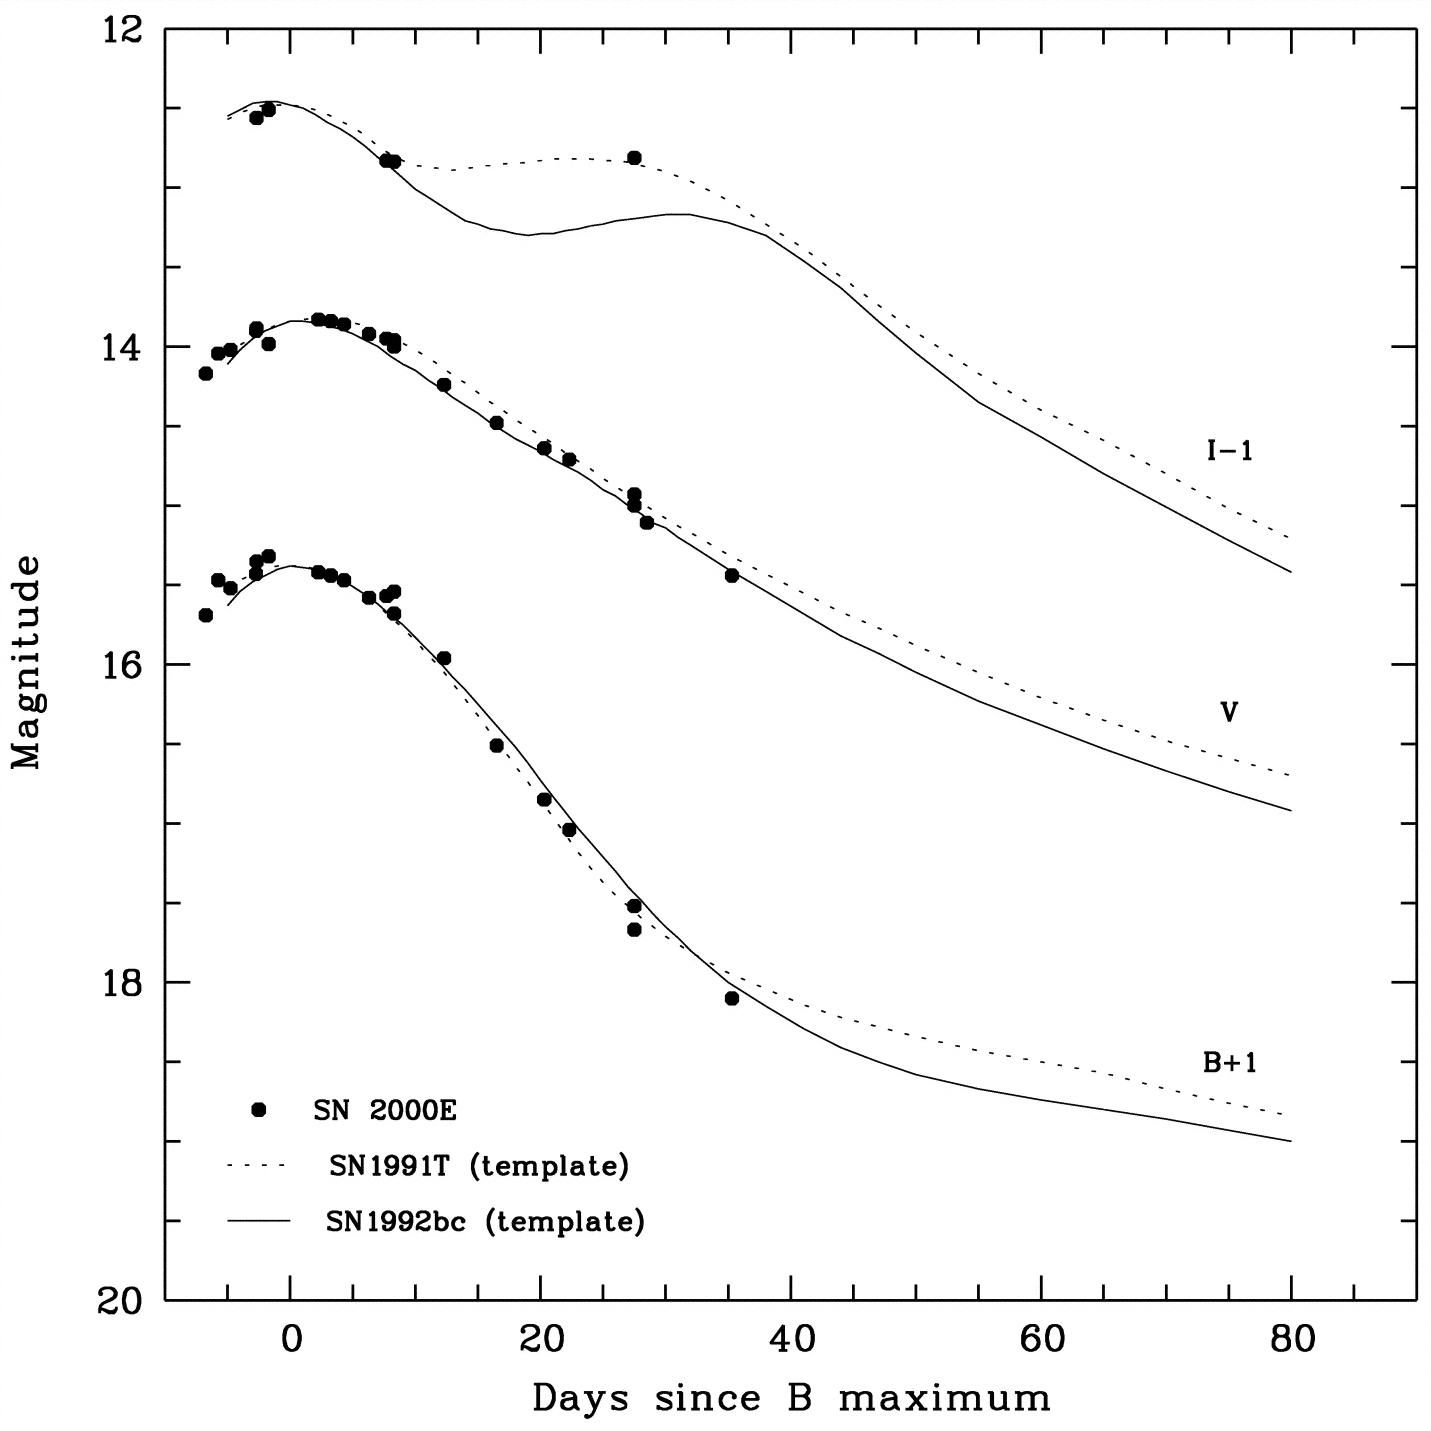 12
14
16
18
20
Magnitude
I-1
V
B+1
SN 2000E
SN1991T (template)
SN1992bc (template)
0 20 40 60 80
Days since B maximum